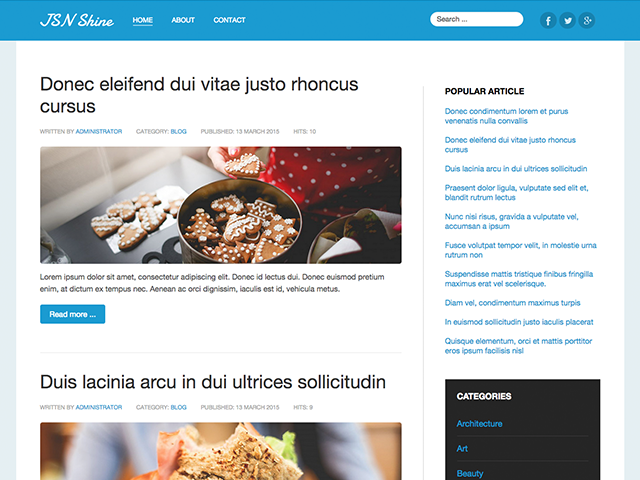 JSN Shine
HOME ABOUT CONTACT
Search ...
Donec eleifend dui vitae justo rhoncus
cursus
WRITTEN BY ADMINISTRATOR CATEGORY: BLOG PUBLISHED: 13 MARCH 2015 HITS: 10
Lorem ipsum dolor sit amet, consectetur adipiscing elit. Donec id lectus dui. Donec euismod pretium
enim, at dictum ex tempus nec. Aenean ac orci dignissim, iaculis est id, vehicula metus.
Read more ...
Duis lacinia arcu in dui ultrices sollicitudin
WRITTEN BY ADMINISTRATOR CATEGORY: BLOG PUBLISHED: 13 MARCH 2015 HITS: 9
POPULAR ARTICLE
Donec condimentum lorem et purus
venenatis nulla convallis
Donec eleifend dui vitae justo rhoncus
cursus
Duis lacinia arcu in dui ultrices sollicitudin
Praesent dolor ligula, vulputate sed elit et,
blandit rutrum lectus
Nunc nisi risus, gravida a vulputate vel,
accumsan a ipsum
Fusce volutpat tempor velit, in molestie urna
rutrum non
Suspendisse mattis tristique finibus fringilla
maximus erat vel scelerisque.
Diam vel, condimentum maximus turpis
In euismod sollicitudin justo iaculis placerat
Quisque elementum, orci et mattis porttitor
eros ipsum facilisis nisl
CATEGORIES
Architecture
Art
Beauty